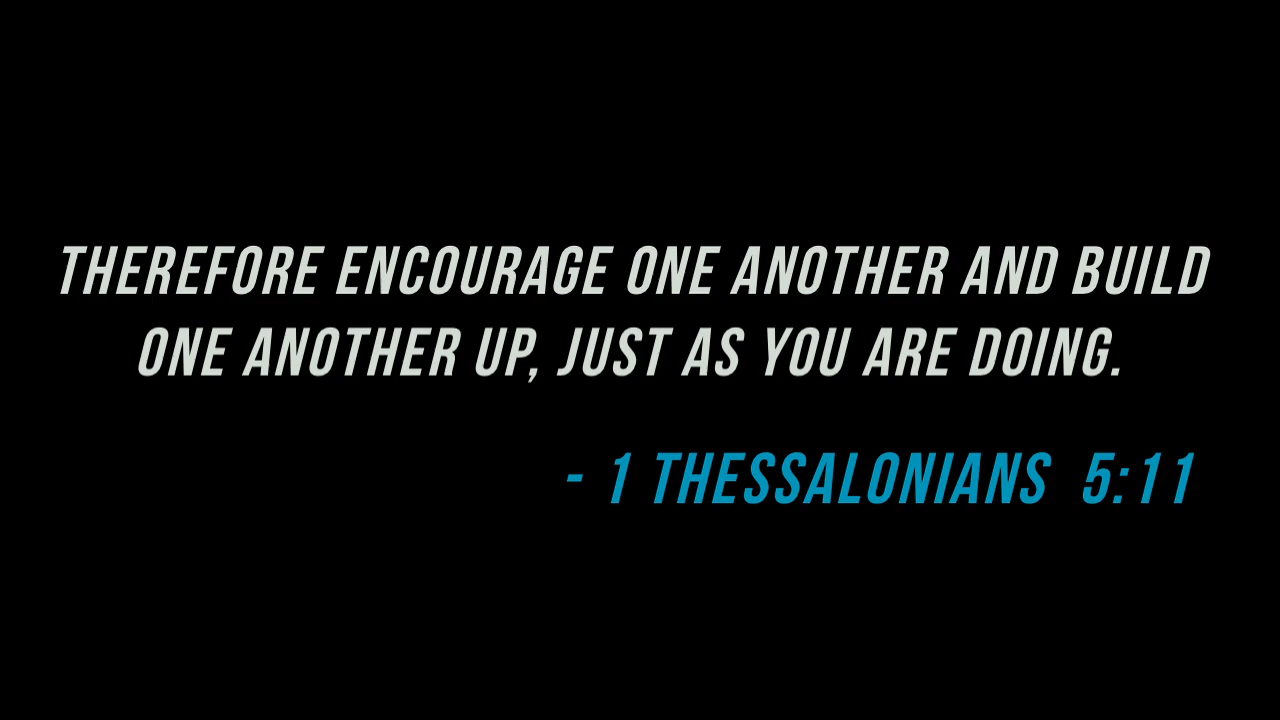 THEREFORE ENCOURAGE ONE ANOTHER AND BUILD
ONE ANOTHER UP, JUST AS YOU ARE DOING.
- 1 THESSALONIANS 5:11